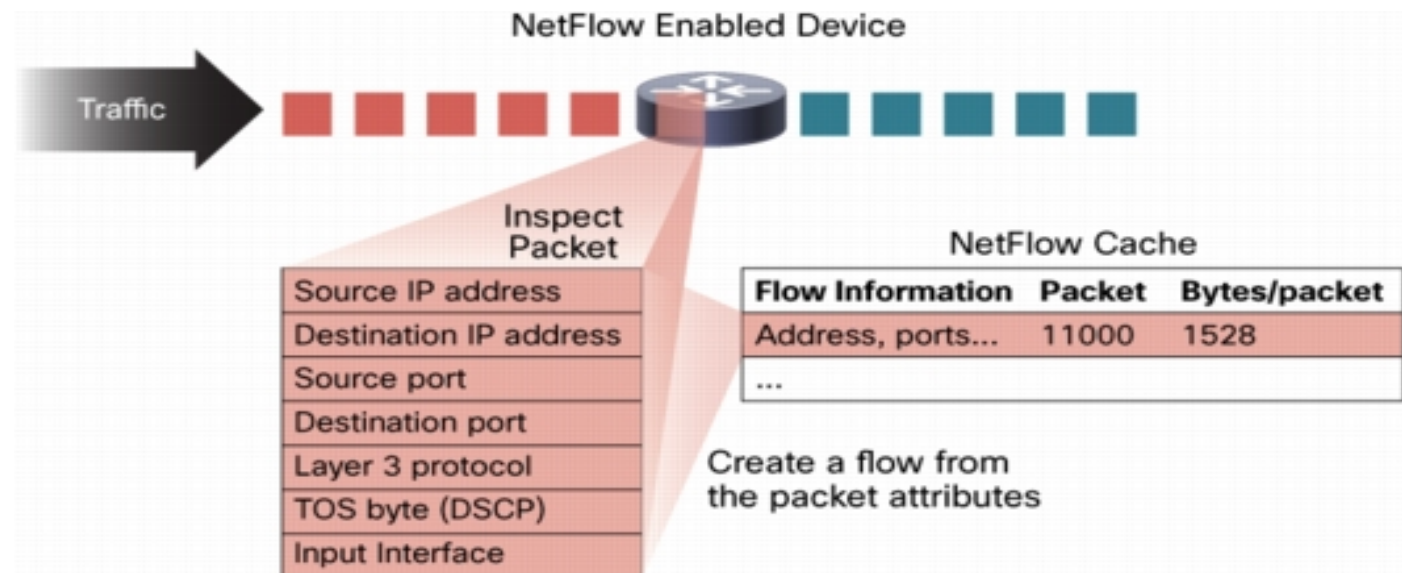 NetFlow Enabled Device
Traffic
Inspect
Packet
Source IP address
Destination IP address
Source port
Destination port
Layer 3 protocol
TOS byte (DSCP)
Input Interface
NetFlow Cache
Flow Information Packet Bytes/packet
Address, ports... 11000 1528
...
Create a flow from
the packet attributes